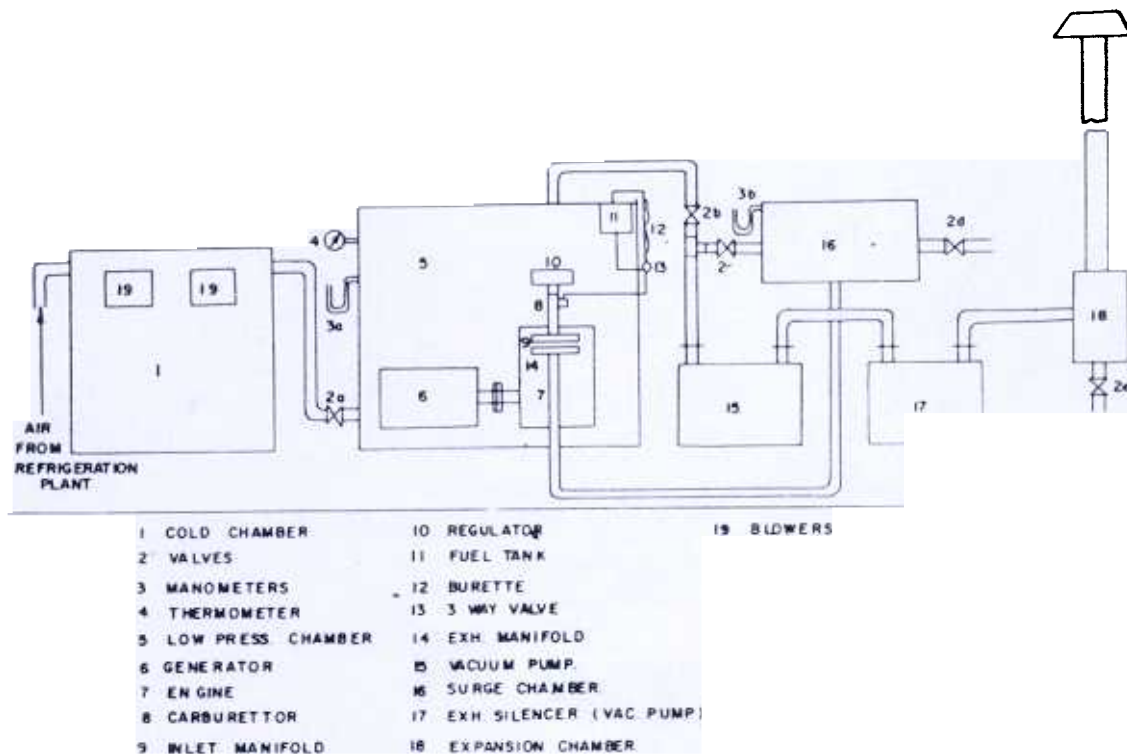 3b
2b
2d
11
4
12
16
5
2
13
10
19
19
8
18
3a
9
14
1
2a
6
7
15
17
2e
AIR
FROM
REFRIGERATION
PLANT
1 COLD CHAMBER
2 VALVES
3 MANOMETERS
4 THERMOMETER
5 LOW PRESS. CHAMBER
6 GENERATOR
7 ENGINE
8 CARBURETTOR
9 INLET MANIFOLD
10 REGULATOR
11 FUEL TANK
12 BURETTE
13 3 WAY VALVE
14 EXH. MANIFOLD
15 VACUUM PUMP.
16 SURGE CHAMBER
17 EXH. SILENCER (VAC. PUMP)
18 EXPANSION CHAMBER
19 BLOWERS